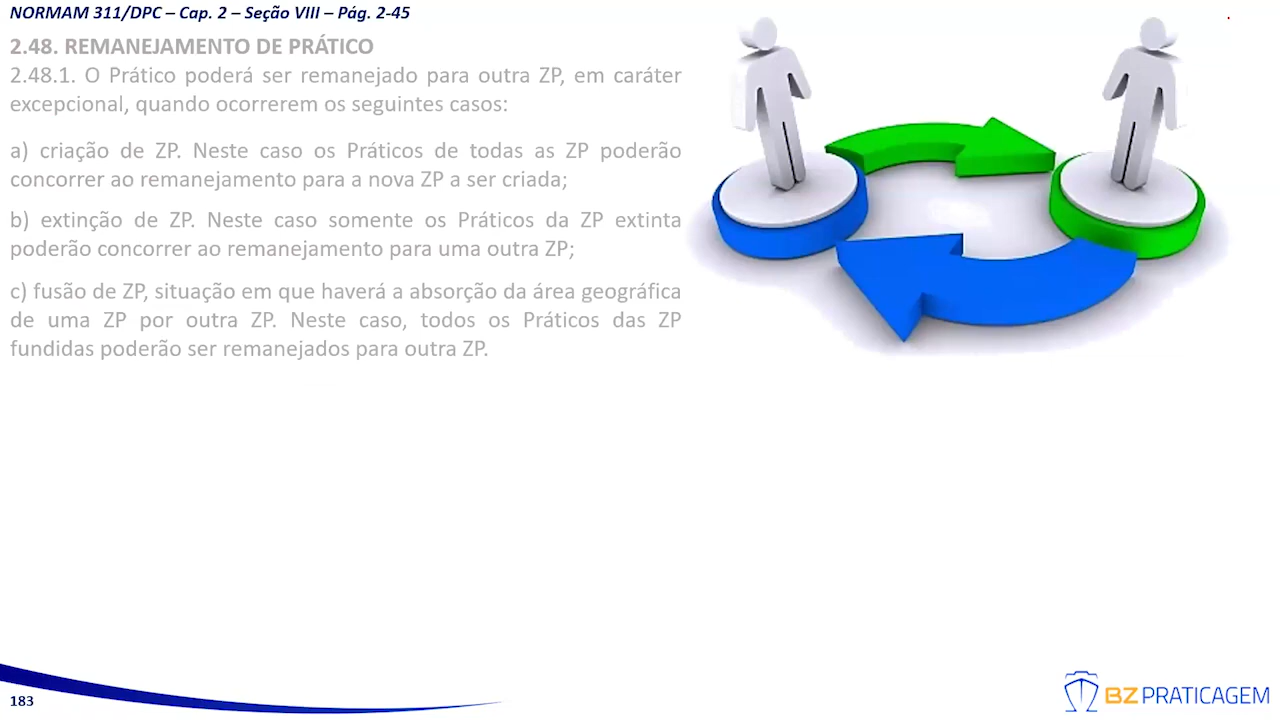 NORMAM 311/DPC – Cap. 2 – Seção VIII – Pág. 2-45
2.48. REMANEJAMENTO DE PRÁTICO
2.48.1. O Prático poderá ser remanejado para outra ZP, em caráter
excepcional, quando ocorrerem os seguintes casos:
a) criação de ZP. Neste caso os Práticos de todas as ZP poderão
concorrer ao remanejamento para a nova ZP a ser criada;
b) extinção de ZP. Neste caso somente os Práticos da ZP extinta
poderão concorrer ao remanejamento para uma outra ZP;
c) fusão de ZP, situação em que haverá a absorção da área geográfica
de uma ZP por outra ZP. Neste caso, todos os Práticos das ZP
fundidas poderão ser remanejados para outra ZP.
183
BZPRATICAGEM